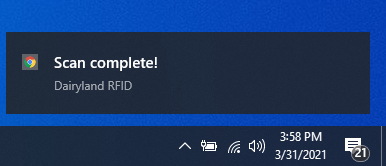 Scan complete!
Dairyland RFID
3:58 PM
3/31/2021
21